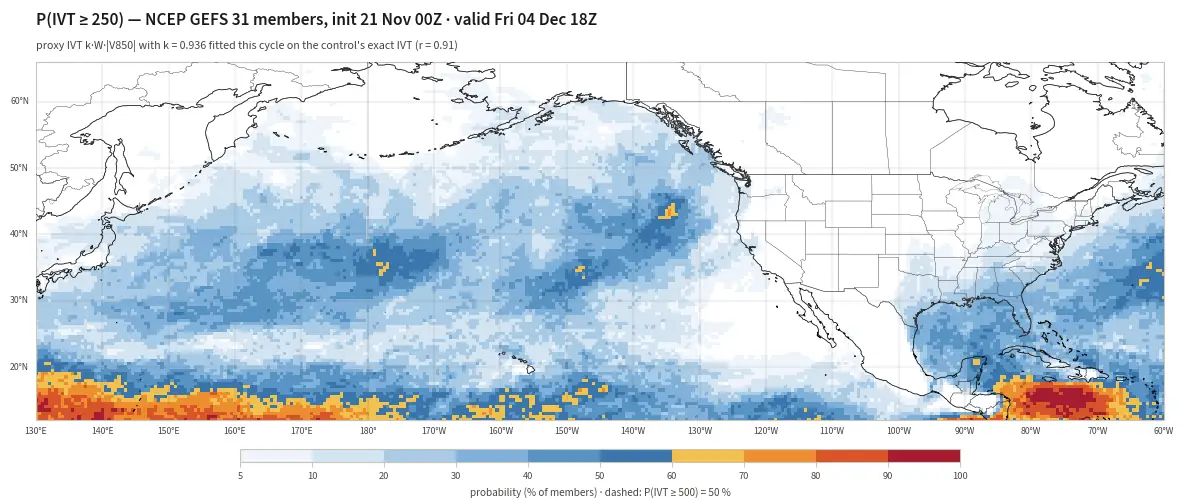 P(IVT ≥ 250) — NCEP GEFS 31 members, init 21 Nov 00Z · valid Fri 04 Dec 18Z
proxy IVT k·W·|V850| with k = 0.936 fitted this cycle on the control's exact IVT (r = 0.91)
60°N
50°N
40°N
30°N
20°N
130°E 140°E 150°E 160°E 170°E 180° 170°W 160°W 150°W 140°W 130°W 120°W 110°W 100°W 90°W 80°W 70°W 60°W
5 10 20 30 40 50 60 70 80 90 100
probability (% of members) · dashed: P(IVT ≥ 500) = 50 %